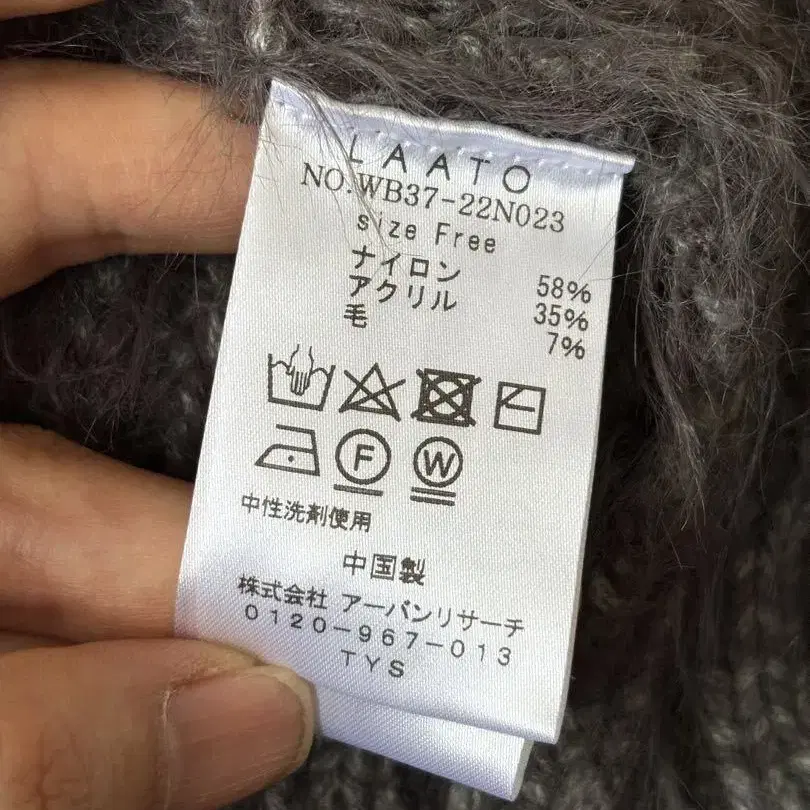 LAATO
NO.WB37-22N023
size Free
ナイロン 58%
アクリル 35%
毛 7%
F W
中性洗剤使用
中国製
株式会社 アーバンリサーチ
0120-967-013
TYS